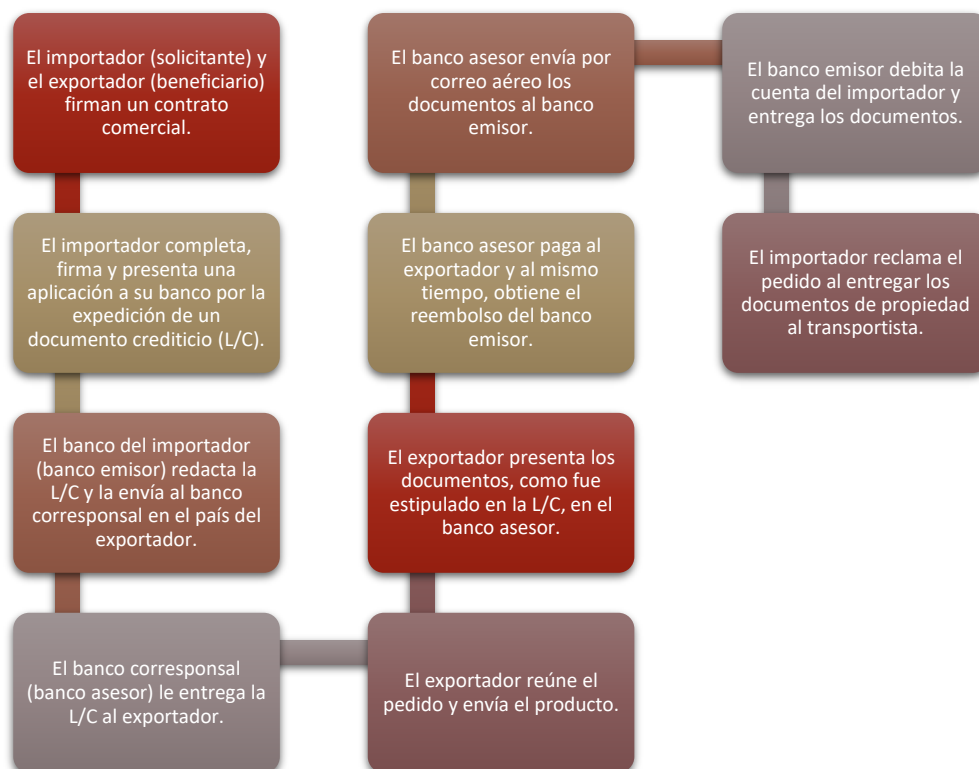 El importador (solicitante) y
el exportador (beneficiario)
firman un contrato
comercial.
El importador completa,
firma y presenta una
aplicación a su banco por la
expedición de un
documento crediticio (L/C).
El banco del importador
(banco emisor) redacta la
L/C y la envía al banco
corresponsal en el país del
exportador.
El banco corresponsal
(banco asesor) le entrega la
L/C al exportador.
El exportador reúne el
pedido y envía el producto.
El exportador presenta los
documentos, como fue
estipulado en la L/C, en el
banco asesor.
El banco asesor paga al
exportador y al mismo
tiempo, obtiene el
reembolso del banco
emisor.
El banco asesor envía por
correo aéreo los
documentos al banco
emisor.
El banco emisor debita la
cuenta del importador y
entrega los documentos.
El importador reclama el
pedido al entregar los
documentos de propiedad
al transportista.